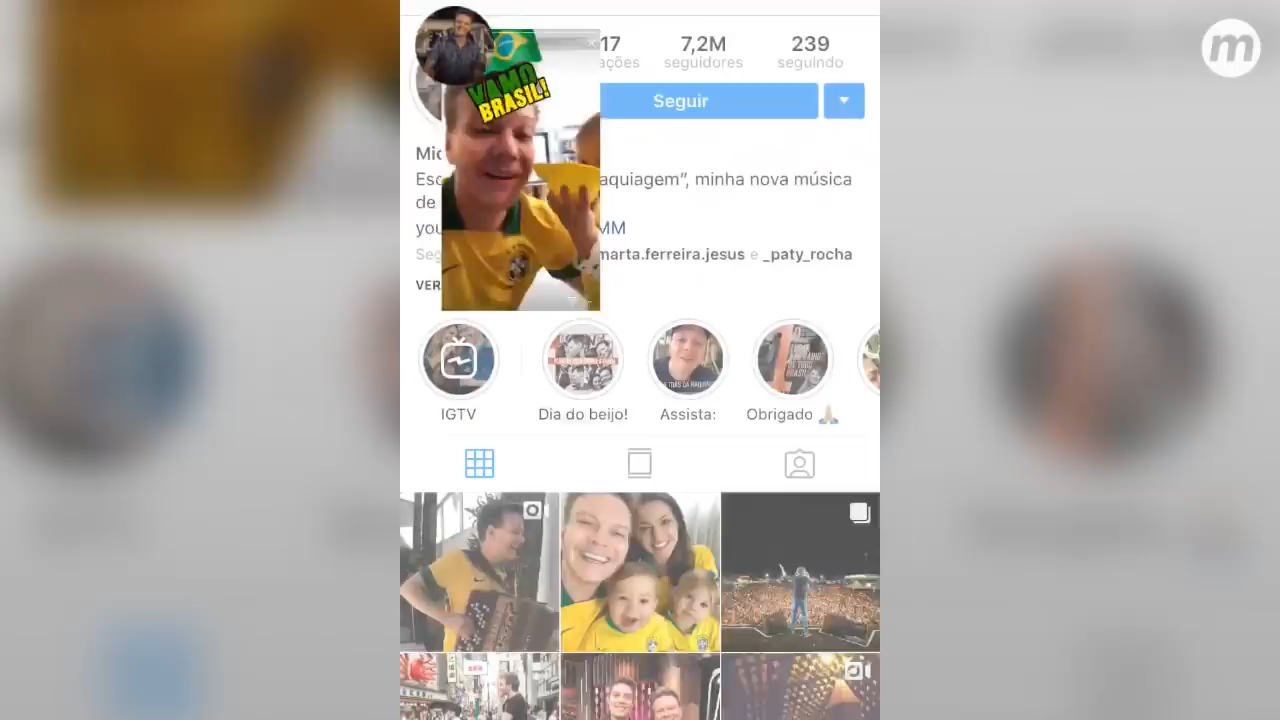 m
VAMO
BRASIL!
17
ações
7,2M
seguidores
239
seguindo
Seguir
Mic
Esc
aquiagem”, minha nova música
de
you
MM
Seg
marta.ferreira.jesus e _paty_rocha
VER
IGTV
Dia do beijo!
Assista:
Obrigado 🙏🏼